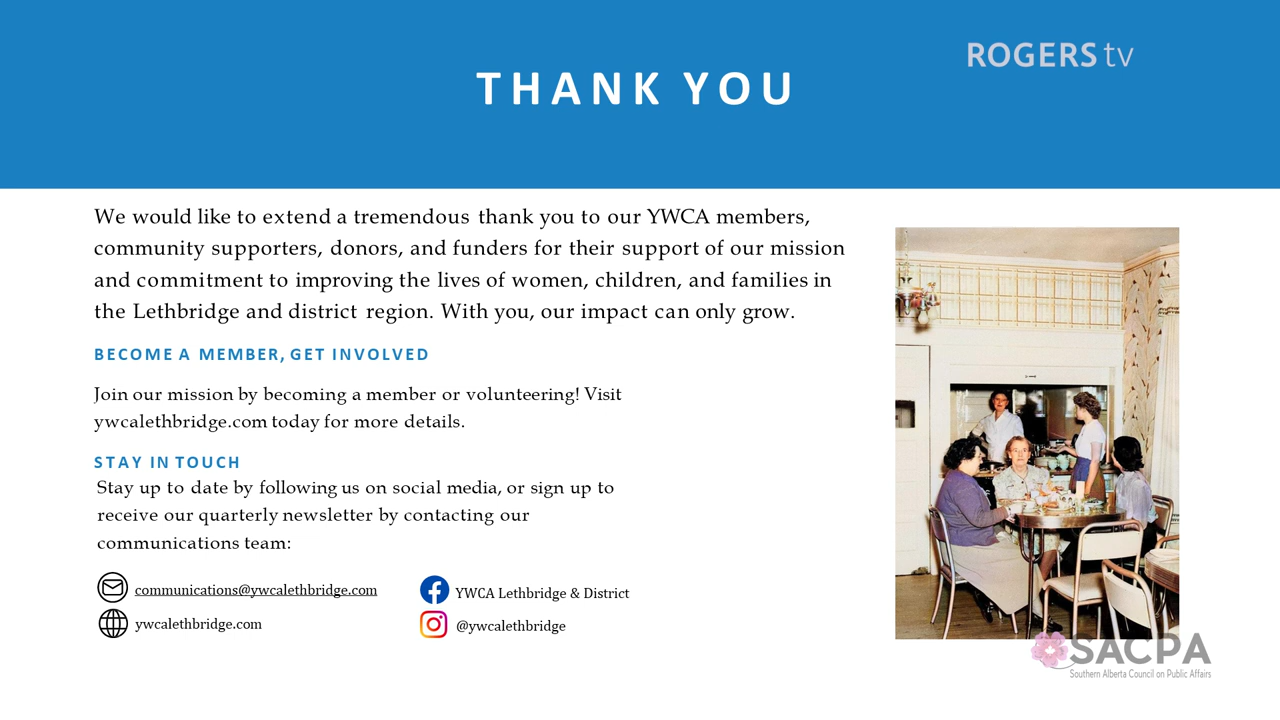 ROGERS tv
THANK YOU
We would like to extend a tremendous thank you to our YWCA members,
community supporters, donors, and funders for their support of our mission
and commitment to improving the lives of women, children, and families in
the Lethbridge and district region. With you, our impact can only grow.
BECOME A MEMBER, GET INVOLVED
Join our mission by becoming a member or volunteering! Visit
ywcalethbridge.com today for more details.
STAY IN TOUCH
Stay up to date by following us on social media, or sign up to
receive our quarterly newsletter by contacting our
communications team:
communications@ywcalethbridge.com
YWCA Lethbridge & District
ywcalethbridge.com
@ywcalethbridge
SACPA
Southern Alberta Council on Public Affairs